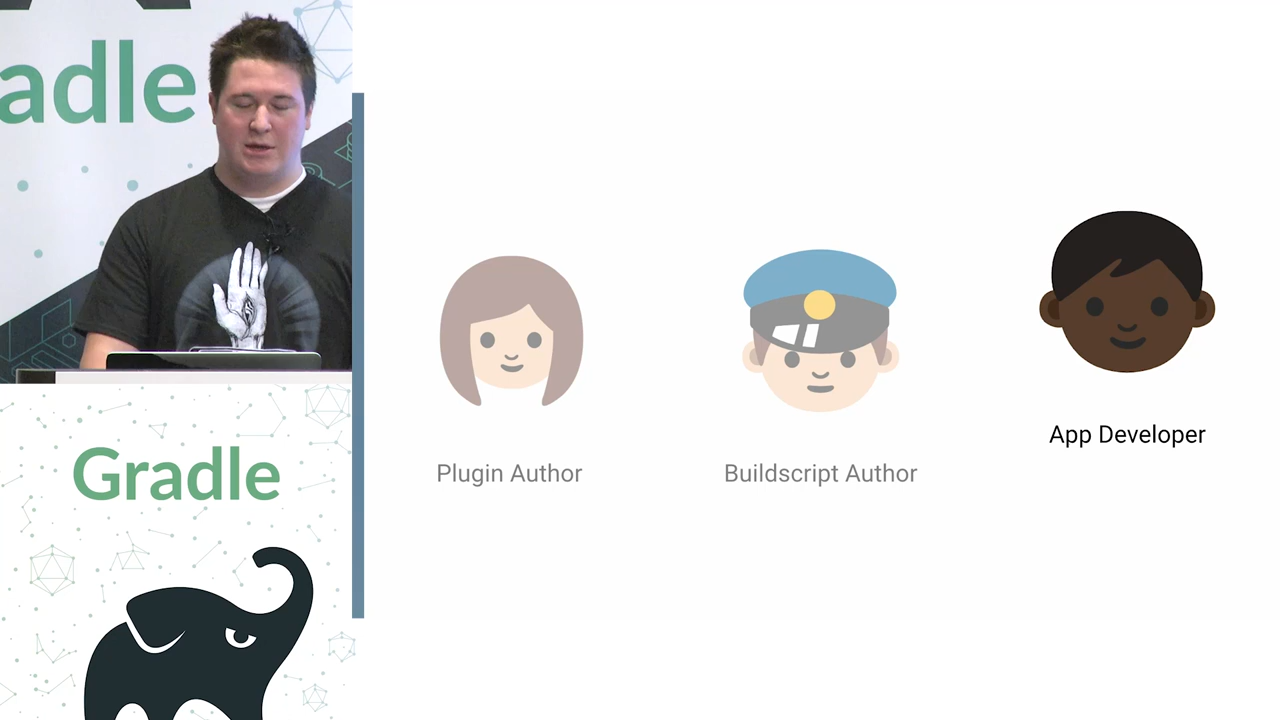 adle
Plugin Author
Buildscript Author
App Developer
Gradle